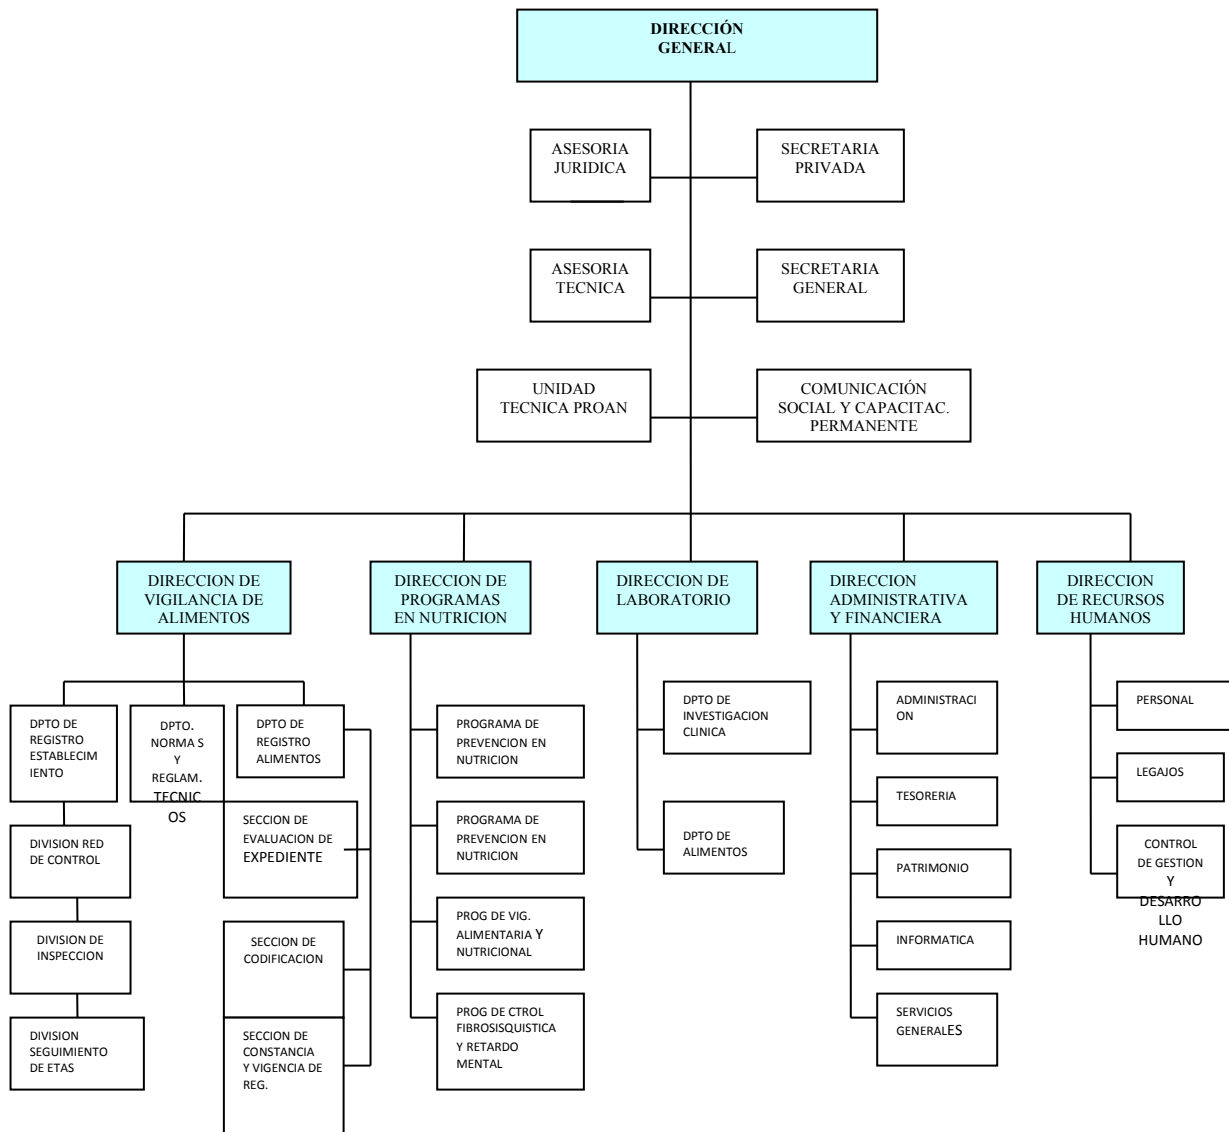 DIRECCIÓN
GENERAL
ASESORIA
JURIDICA
SECRETARIA
PRIVADA
ASESORIA
TECNICA
SECRETARIA
GENERAL
UNIDAD
TECNICA PROAN
COMUNICACIÓN
SOCIAL Y CAPACITAC.
PERMANENTE
DIRECCION DE
VIGILANCIA DE
ALIMENTOS
DIRECCION DE
PROGRAMAS
EN NUTRICION
DIRECCION DE
LABORATORIO
DIRECCION
ADMINISTRATIVA
Y FINANCIERA
DIRECCION
DE RECURSOS
HUMANOS
DPTO DE
REGISTRO
ESTABLECIM
IENTO
DPTO.
NORMA S
Y
REGLAM.
TECNIC
OS
DPTO DE
REGISTRO
ALIMENTOS
DIVISION RED
DE CONTROL
SECCION DE
EVALUACION DE
EXPEDIENTE
DIVISION DE
INSPECCION
SECCION DE
CODIFICACION
DIVISION
SEGUIMIENTO
DE ETAS
SECCION DE
CONSTANCIA
Y VIGENCIA DE
REG.
PROGRAMA DE
PREVENCION EN
NUTRICION
PROGRAMA DE
PREVENCION EN
NUTRICION
PROG DE VIG.
ALIMENTARIA Y
NUTRICIONAL
PROG DE CTROL
FIBROSISQUISTICA
Y RETARDO
MENTAL
DPTO DE
INVESTIGACION
CLINICA
DPTO DE
ALIMENTOS
ADMINISTRACI
ON
TESORERIA
PATRIMONIO
INFORMATICA
SERVICIOS
GENERALES
PERSONAL
LEGAJOS
CONTROL
DE GESTION
Y
DESARRO
LLO
HUMANO